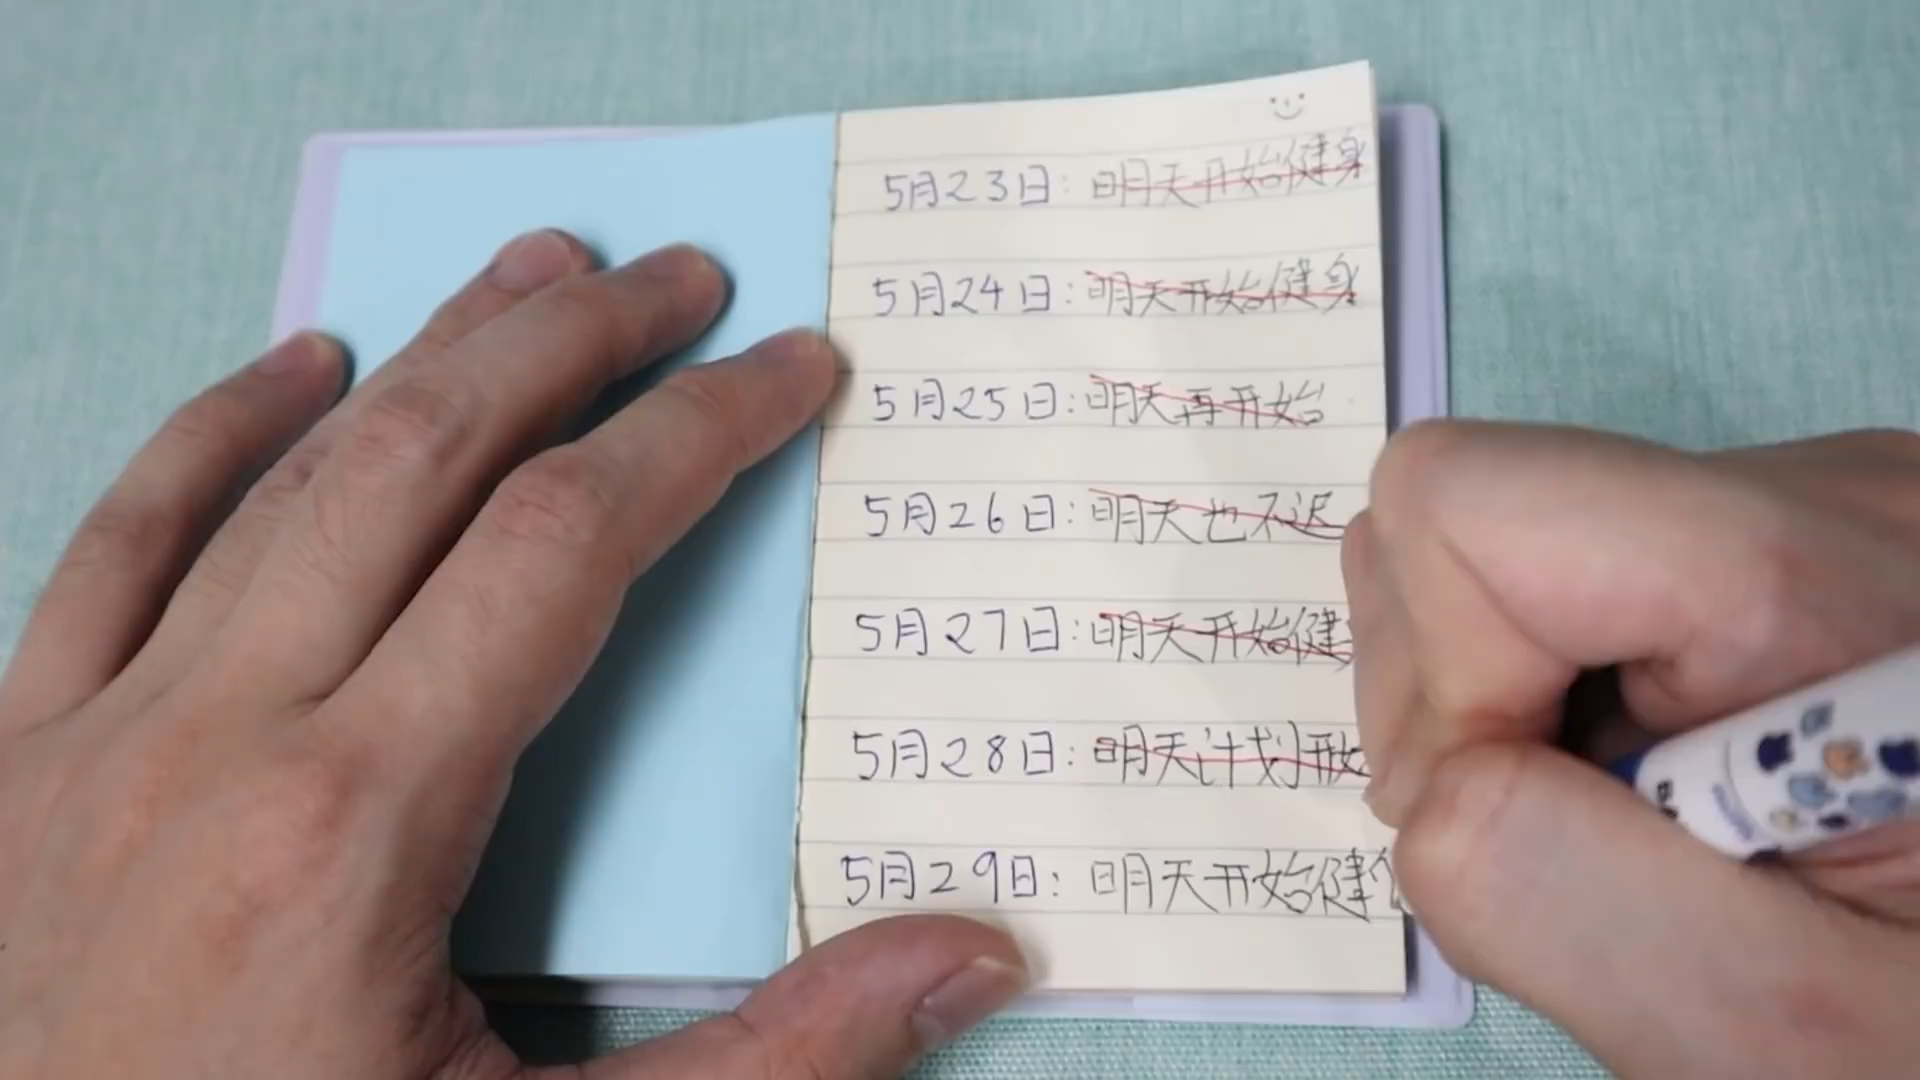 5月23日：明天开始健身
5月24日：明天开始健身
5月25日：明天再开始
5月26日：明天也不迟
5月27日：明天开始健
5月28日：明天计划开始
5月29日：明天开始健